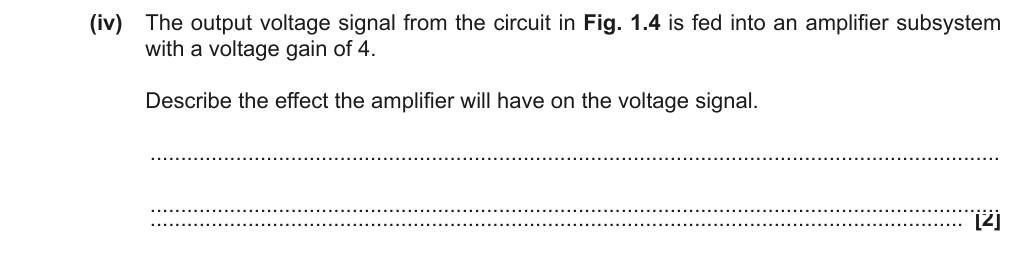 (iv) The output voltage signal from the circuit in Fig. 1.4 is fed into an amplifier subsystem
with a voltage gain of 4.
Describe the effect the amplifier will have on the voltage signal.
[2]